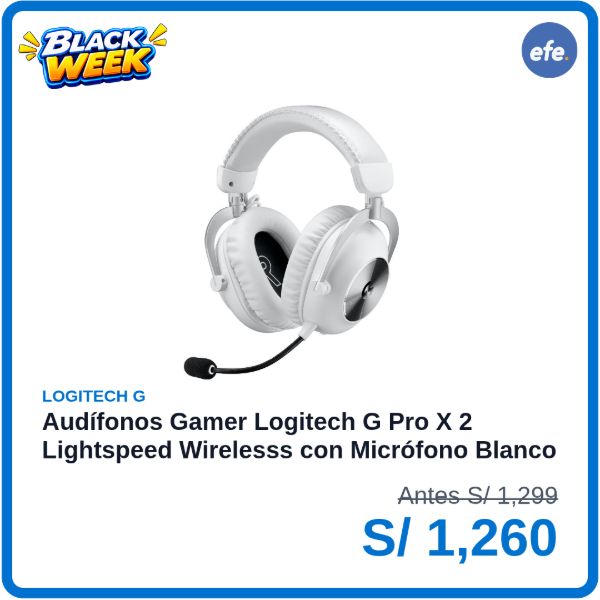 BLACK
WEEK
efe.
LOGITECH G
Audífonos Gamer Logitech G Pro X 2
Lightspeed Wirelesss con Micrófono Blanco
Antes S/ 1,299
S/ 1,260